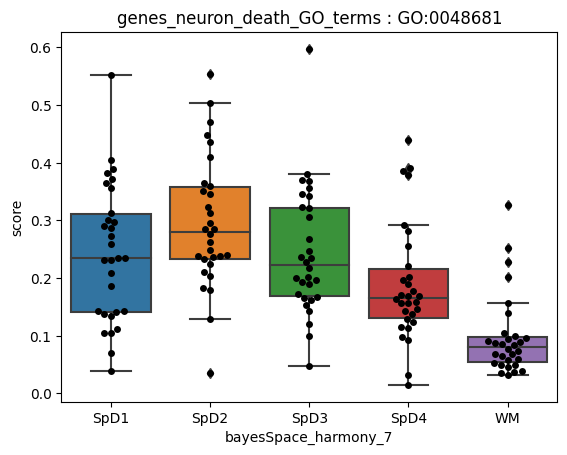 genes_neuron_death_GO_terms : GO:0048681
0.6
0.5
0.4
0.3
0.2
0.1
0.0
score
SpD1 SpD2 SpD3 SpD4 WM
bayesSpace_harmony_7